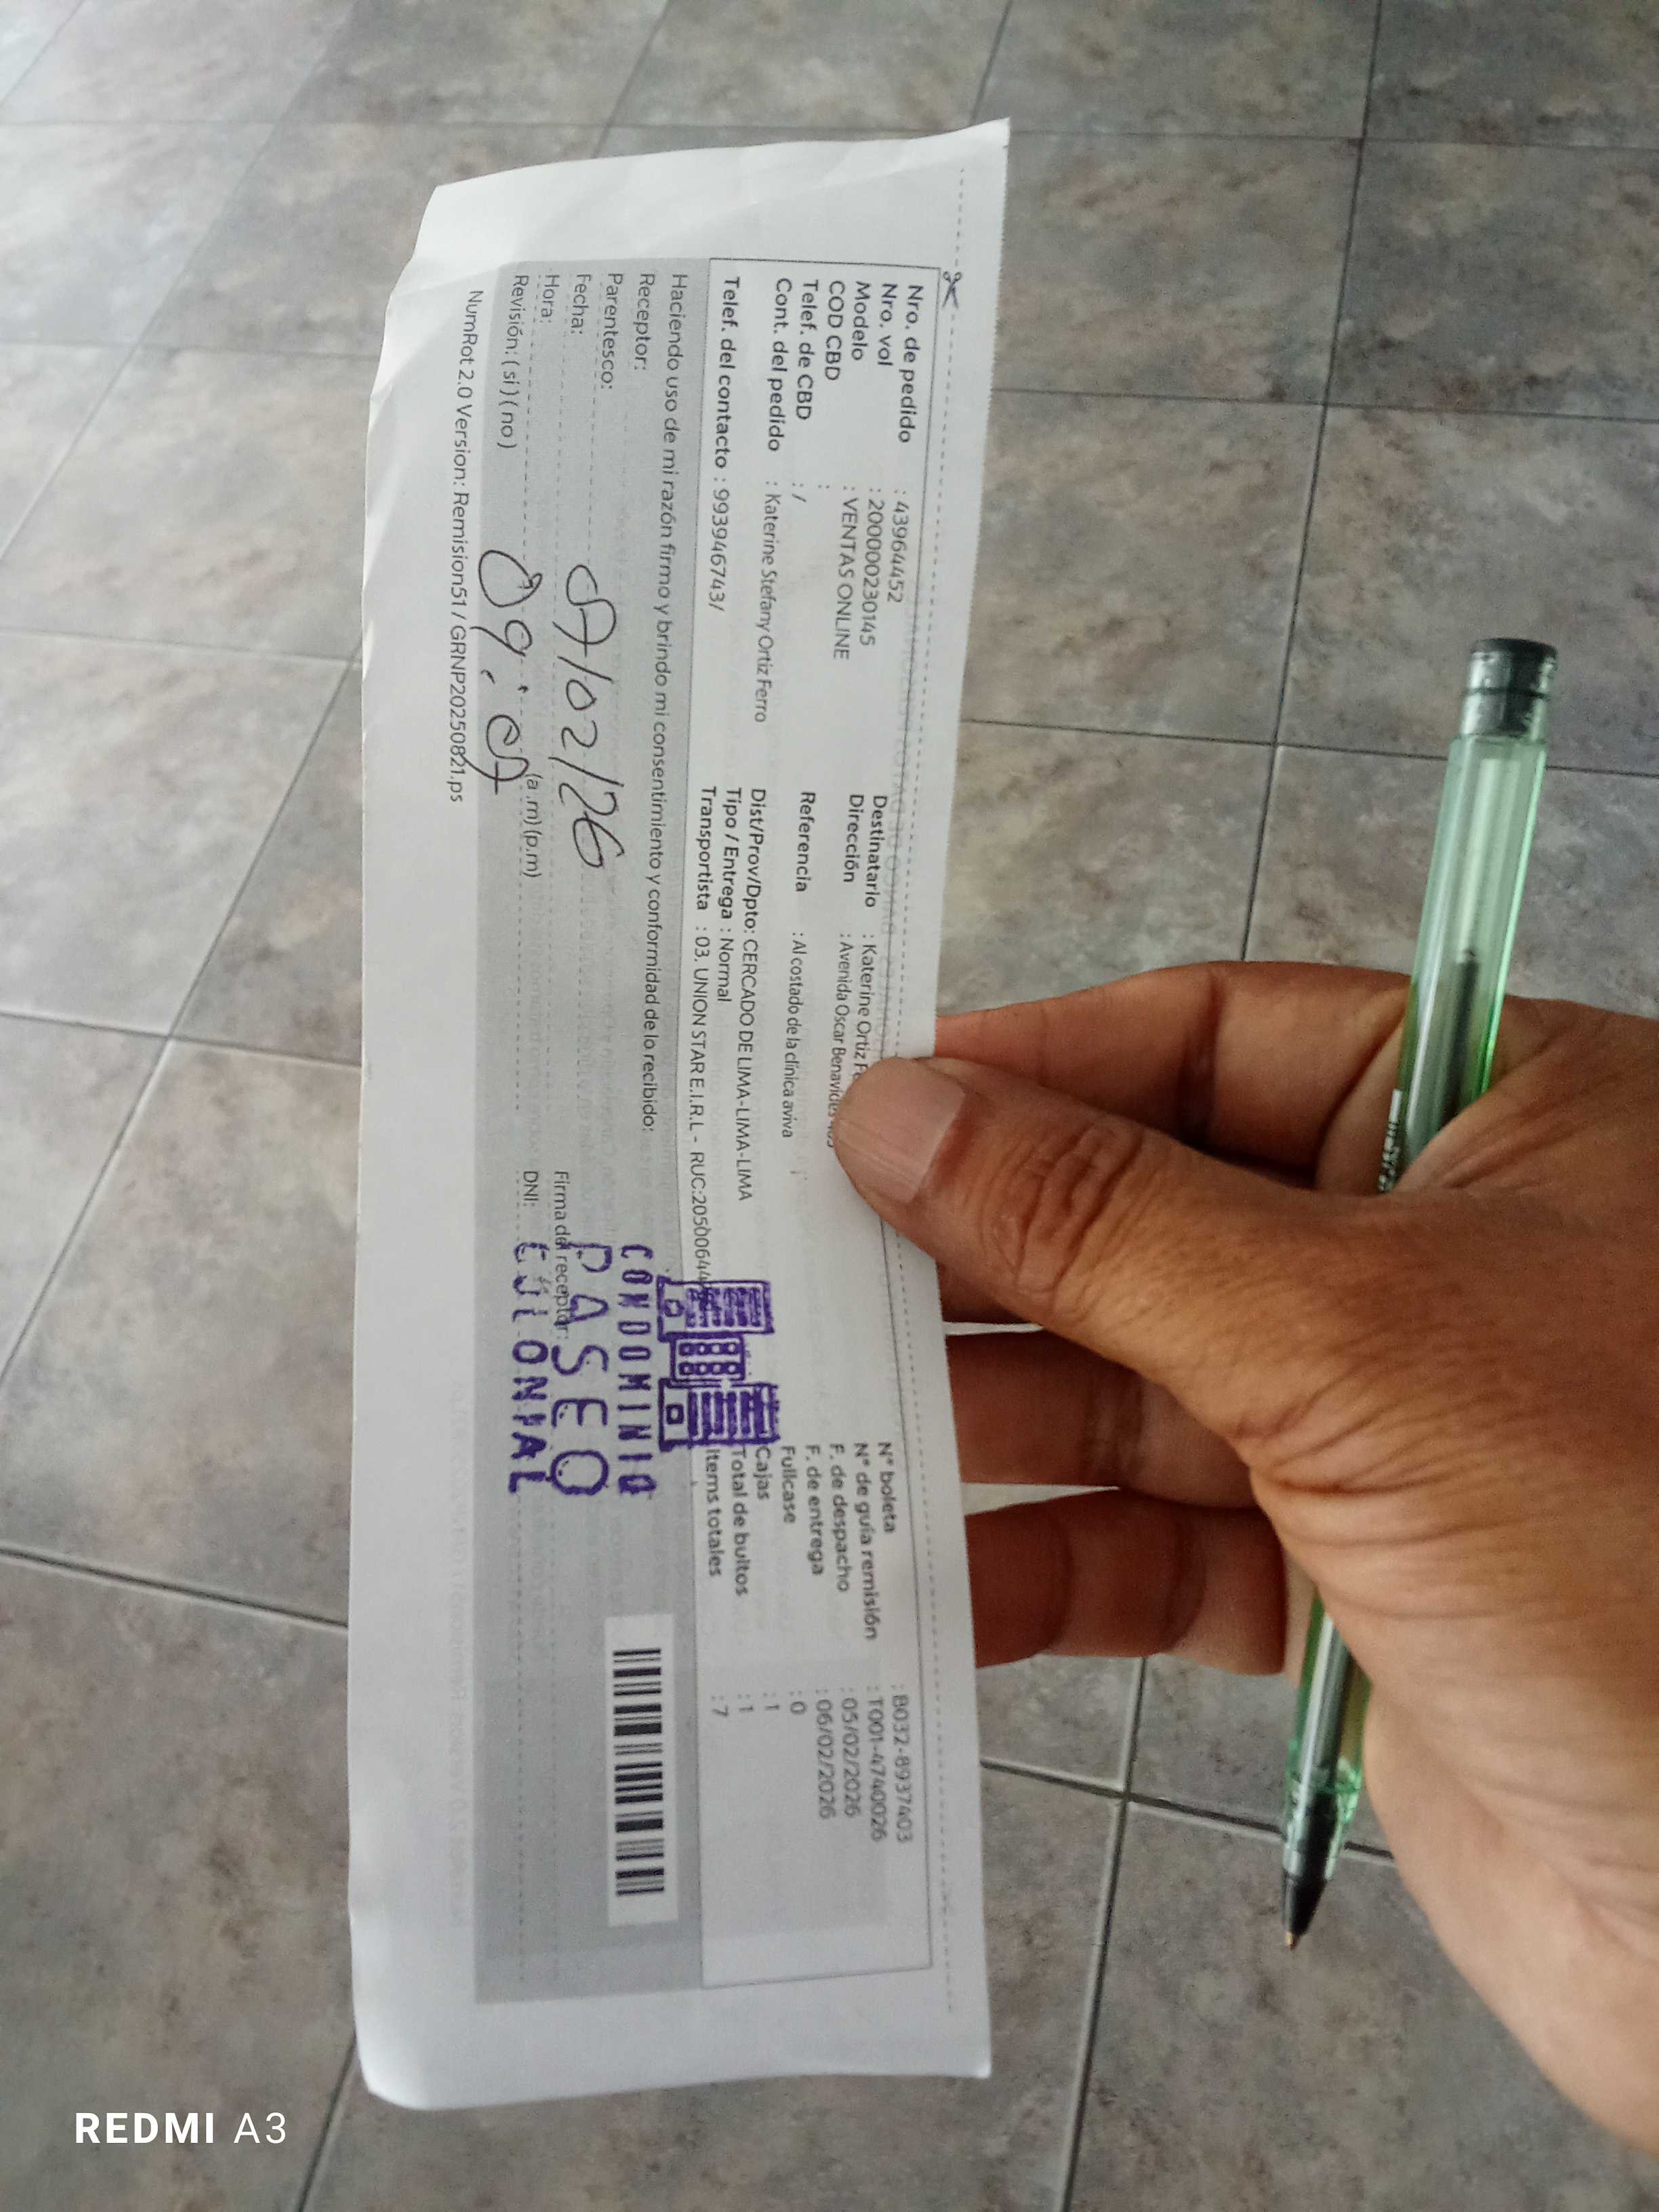 Nro. de pedido : 43964452
Nro. vol : 200000230145
Modelo : VENTAS ONLINE
COD CBD :
Telef. de CBD : /
Cont. del pedido : Katerine Stefany Ortiz Ferro
Telef. del contacto : 993946743/
Destinatario : Katerine Ortiz
Dirección : Avenida Oscar Benavides
Referencia : Al costado de la clínica aviva
Dist/Prov/Dpto: CERCADO DE LIMA-LIMA-LIMA
Tipo / Entrega : Normal
Transportista : 03. UNION STAR E.I.R.L - RUC:
N° boleta : B032-8937403
N° de guía remisión : T001-4740026
F. de despacho : 05/02/2026
F. de entrega : 06/02/2026
Fullcase : 0
Cajas : 1
Total de bultos : 1
Items totales : 7
Haciendo uso de mi razón firmo y brindo mi consentimiento y conformidad de lo recibido:
Receptor:
Parentesco:
Fecha: /02/26
Hora: (a.m) (p.m)
Revisión: ( si ) ( no )
Firma del receptor:
DNI:
CONDOMINIO
PASEO
COLONIAL
NumRot 2.0 Version: Remision51 / GRNP20250821.ps
REDMI A3